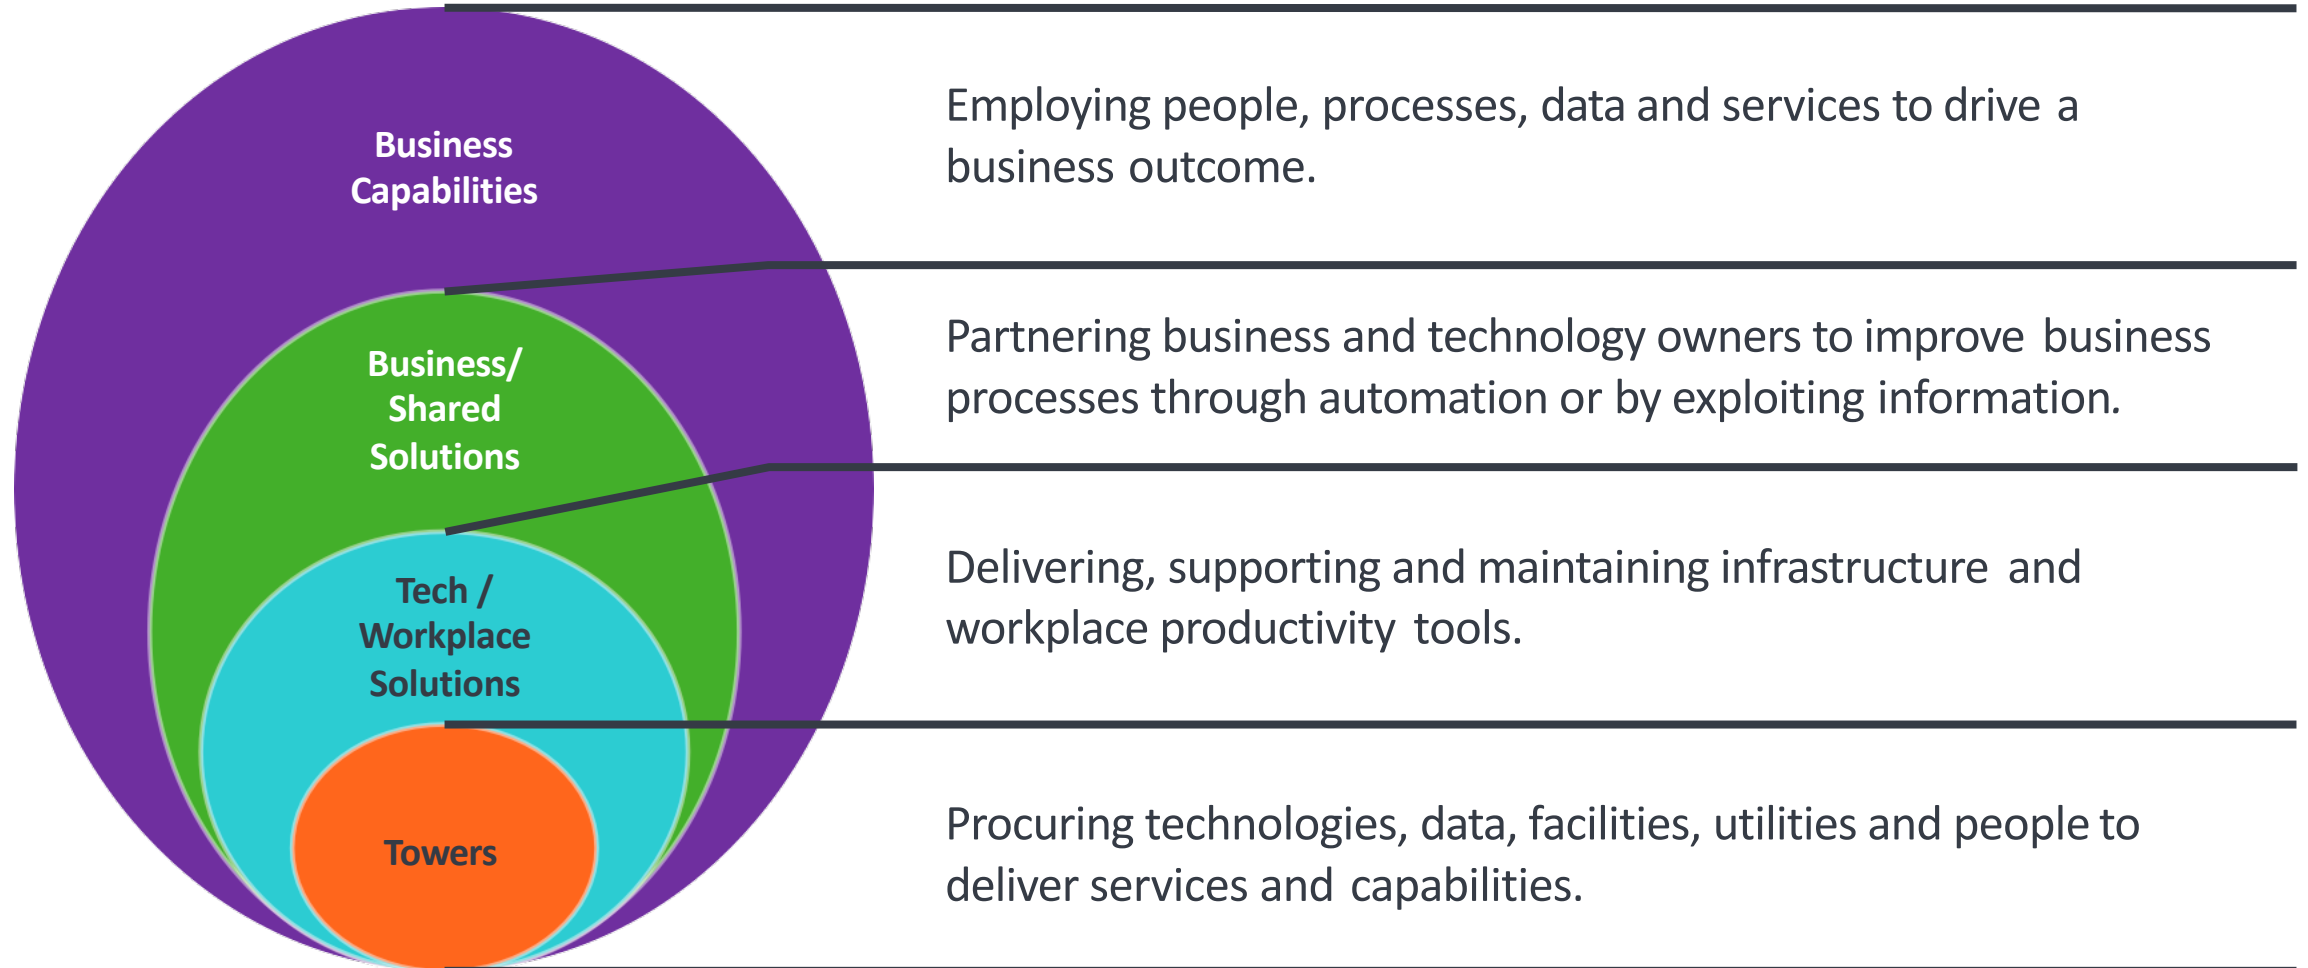 Business
Capabilities
Employing people, processes, data and services to drive a
business outcome.
Business/
Shared
Solutions
Partnering business and technology owners to improve business
processes through automation or by exploiting information.
Tech /
Workplace
Solutions
Delivering, supporting and maintaining infrastructure and
workplace productivity tools.
Towers
Procuring technologies, data, facilities, utilities and people to
deliver services and capabilities.